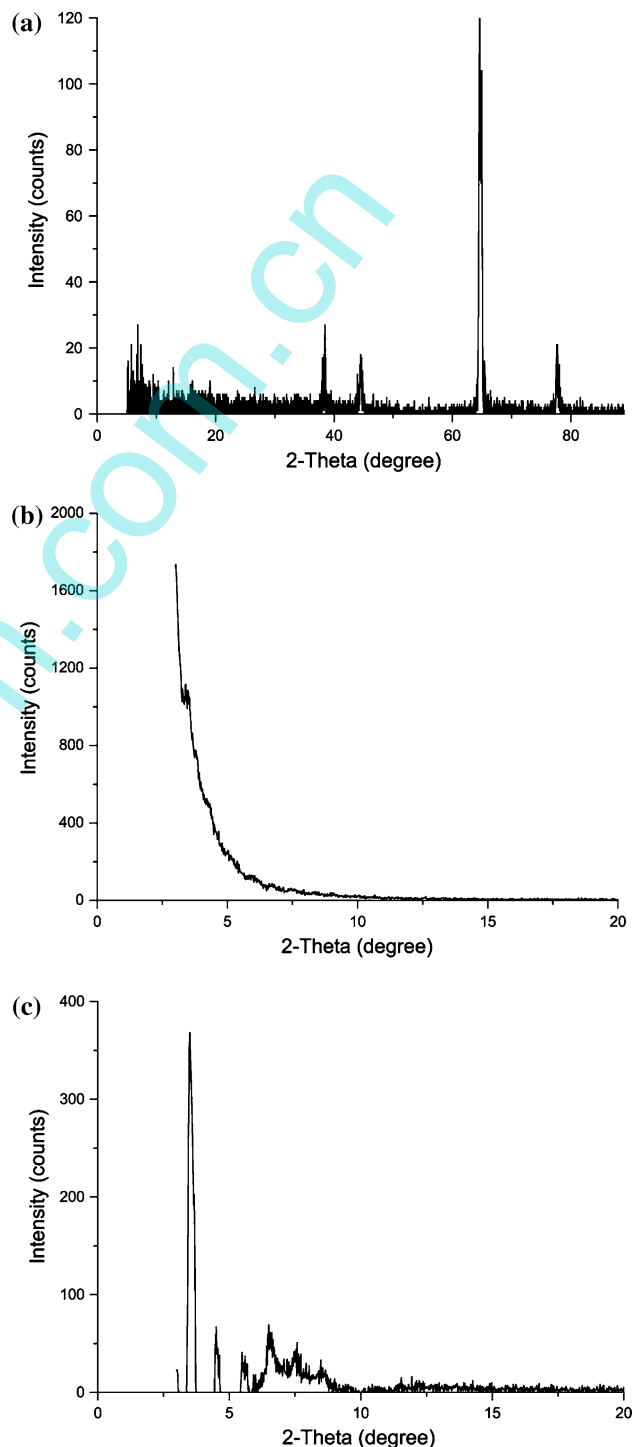 (a)
120
100
80
60
40
20
0
Intensity (counts)
0 20 40 60 80
2-Theta (degree)
(b)
2000
1600
1200
800
400
0
Intensity (counts)
0 5 10 15 20
2-Theta (degree)
(c)
400
300
200
100
0
Intensity (counts)
0 5 10 15 20
2-Theta (degree)
m.com.cn